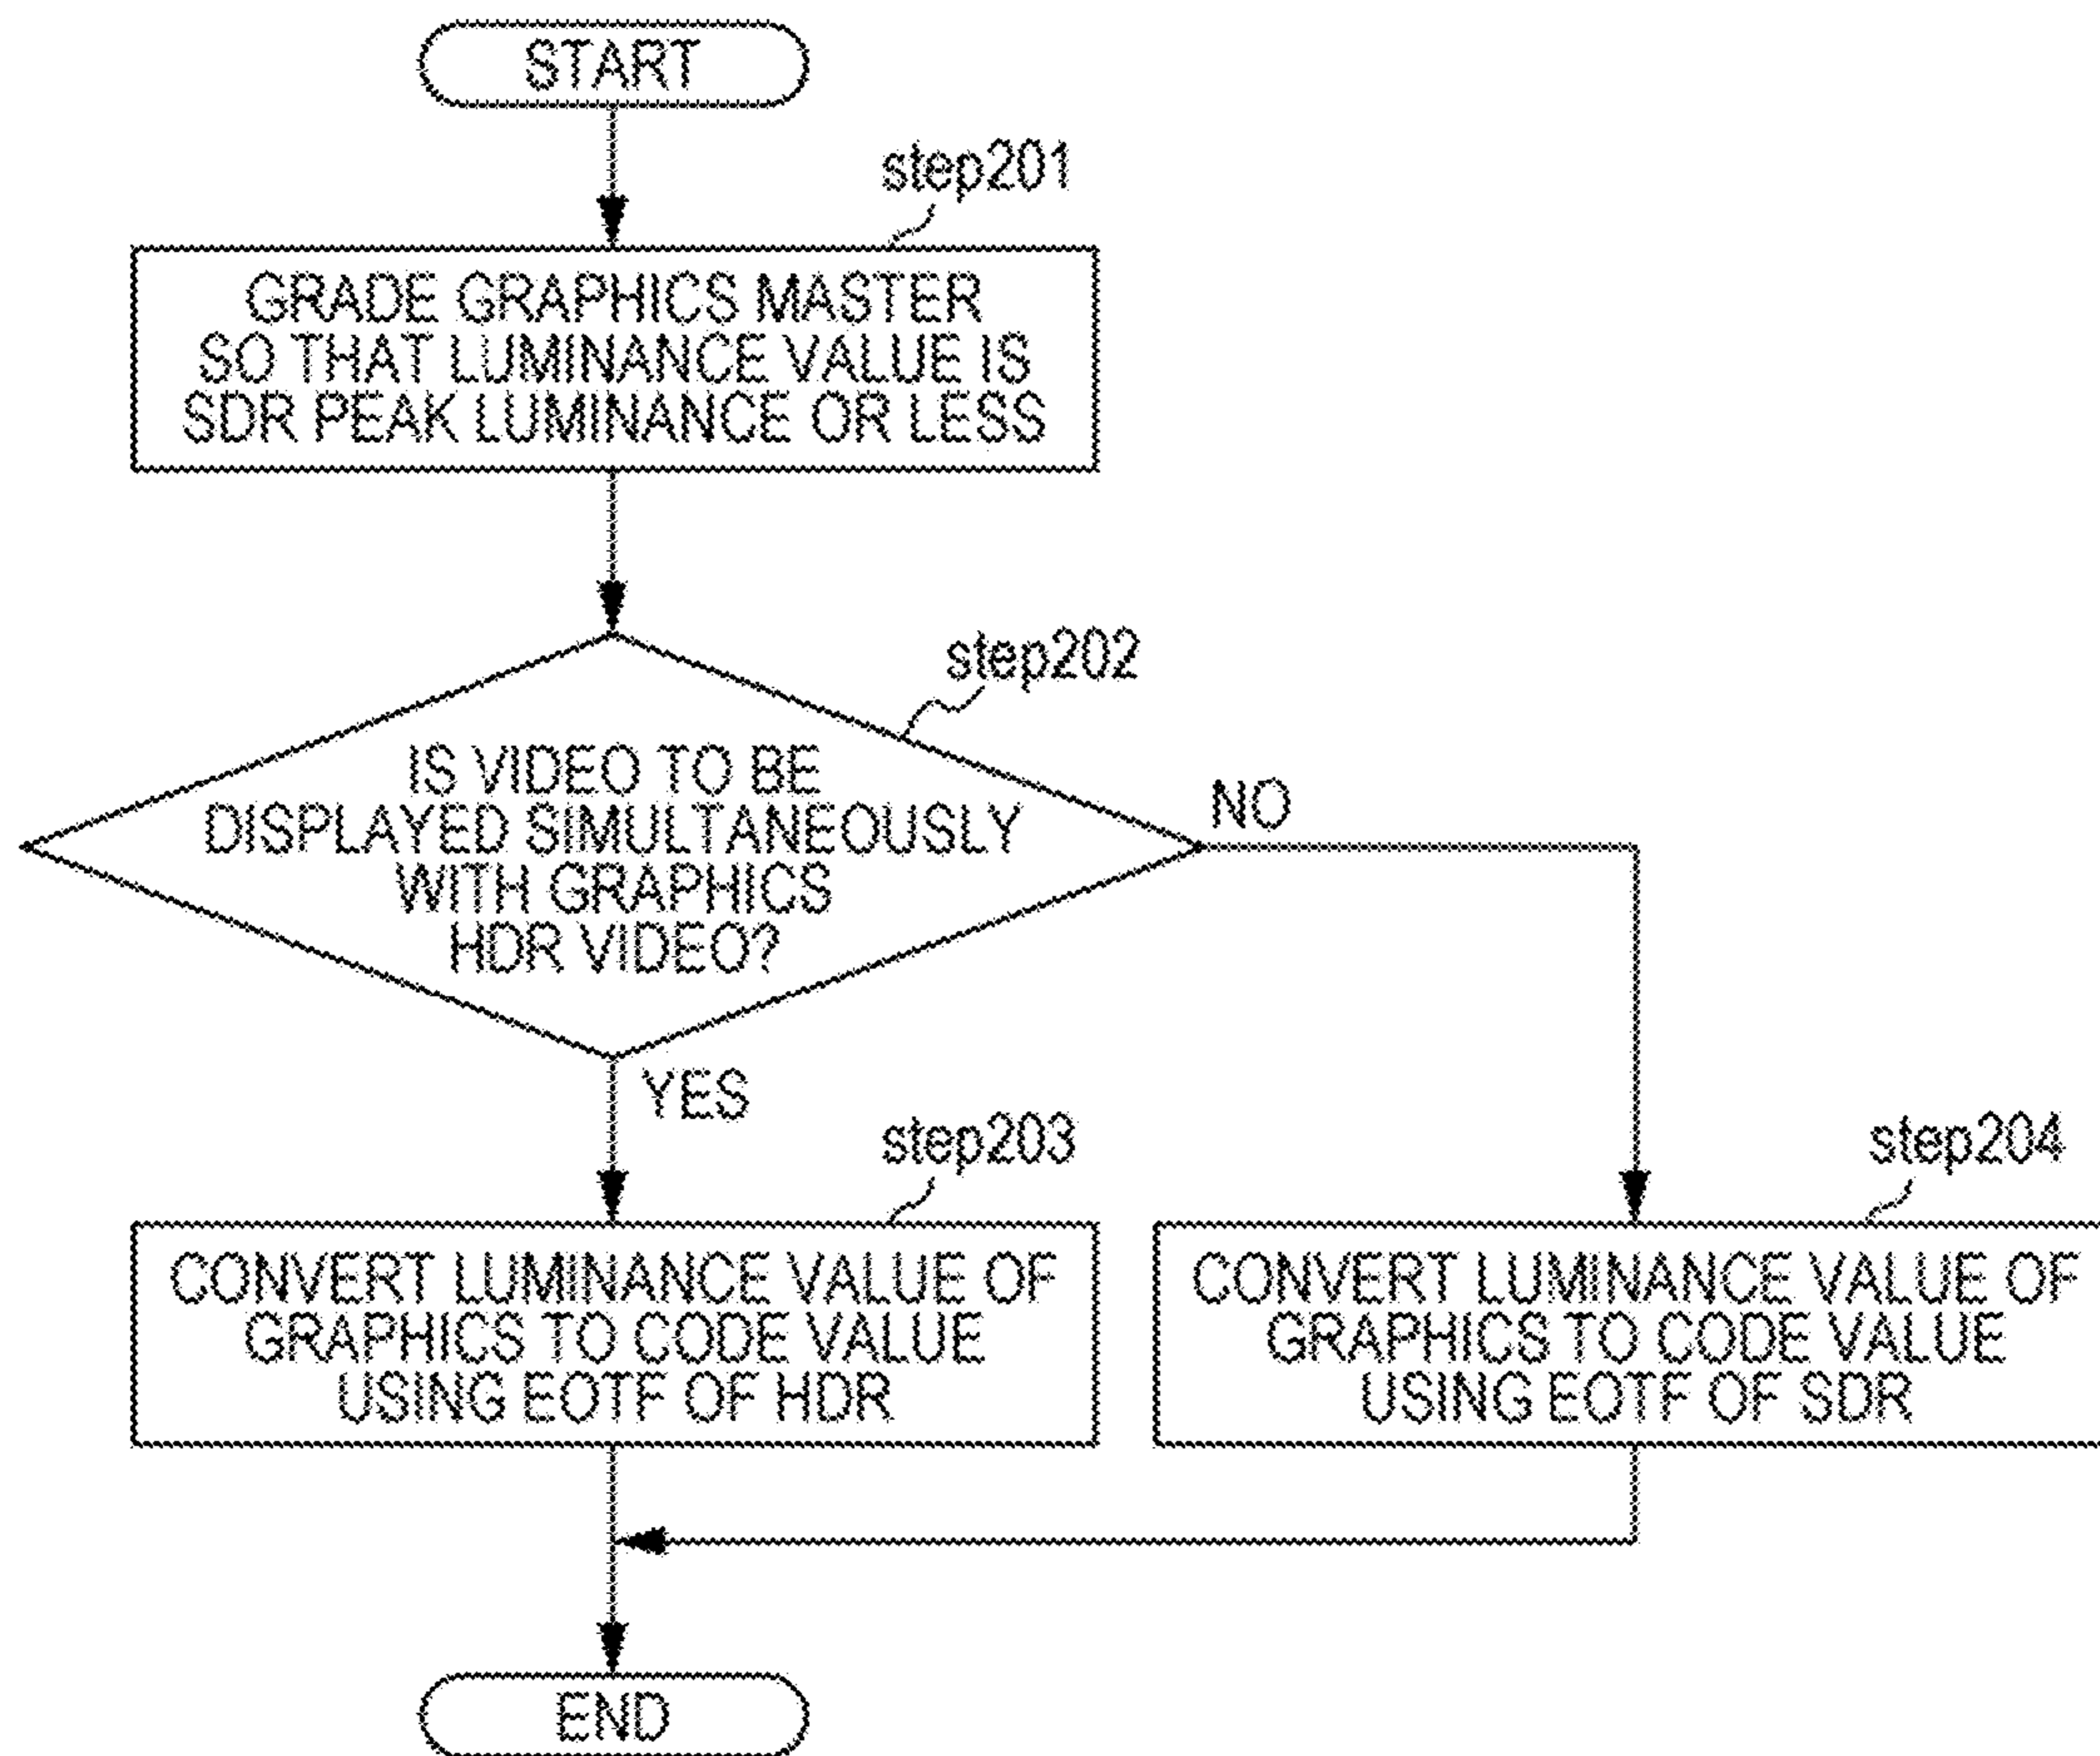 START
step201
GRADE GRAPHICS MASTER
SO THAT LUMINANCE VALUE IS
SDR PEAK LUMINANCE OR LESS
step202
IS VIDEO TO BE
DISPLAYED SIMULTANEOUSLY
WITH GRAPHICS
HDR VIDEO?
NO
YES
step203
CONVERT LUMINANCE VALUE OF
GRAPHICS TO CODE VALUE
USING EOTF OF HDR
step204
CONVERT LUMINANCE VALUE OF
GRAPHICS TO CODE VALUE
USING EOTF OF SDR
END